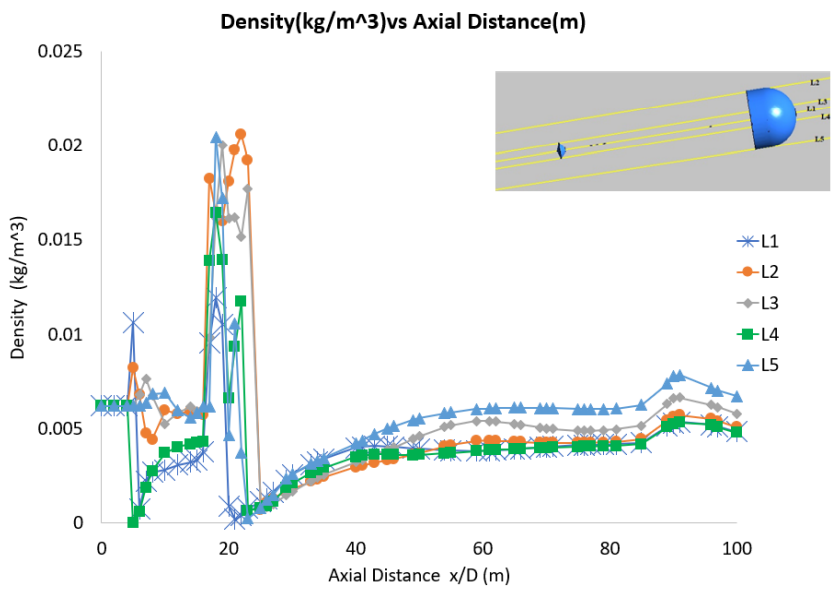 Density(kg/m^3)vs Axial Distance(m)
0.025
0.02
0.015
0.01
0.005
0
Density (kg/m^3)
0 20 40 60 80 100
Axial Distance x/D (m)
L2
L3
L1
L4
L5
L1
L2
L3
L4
L5